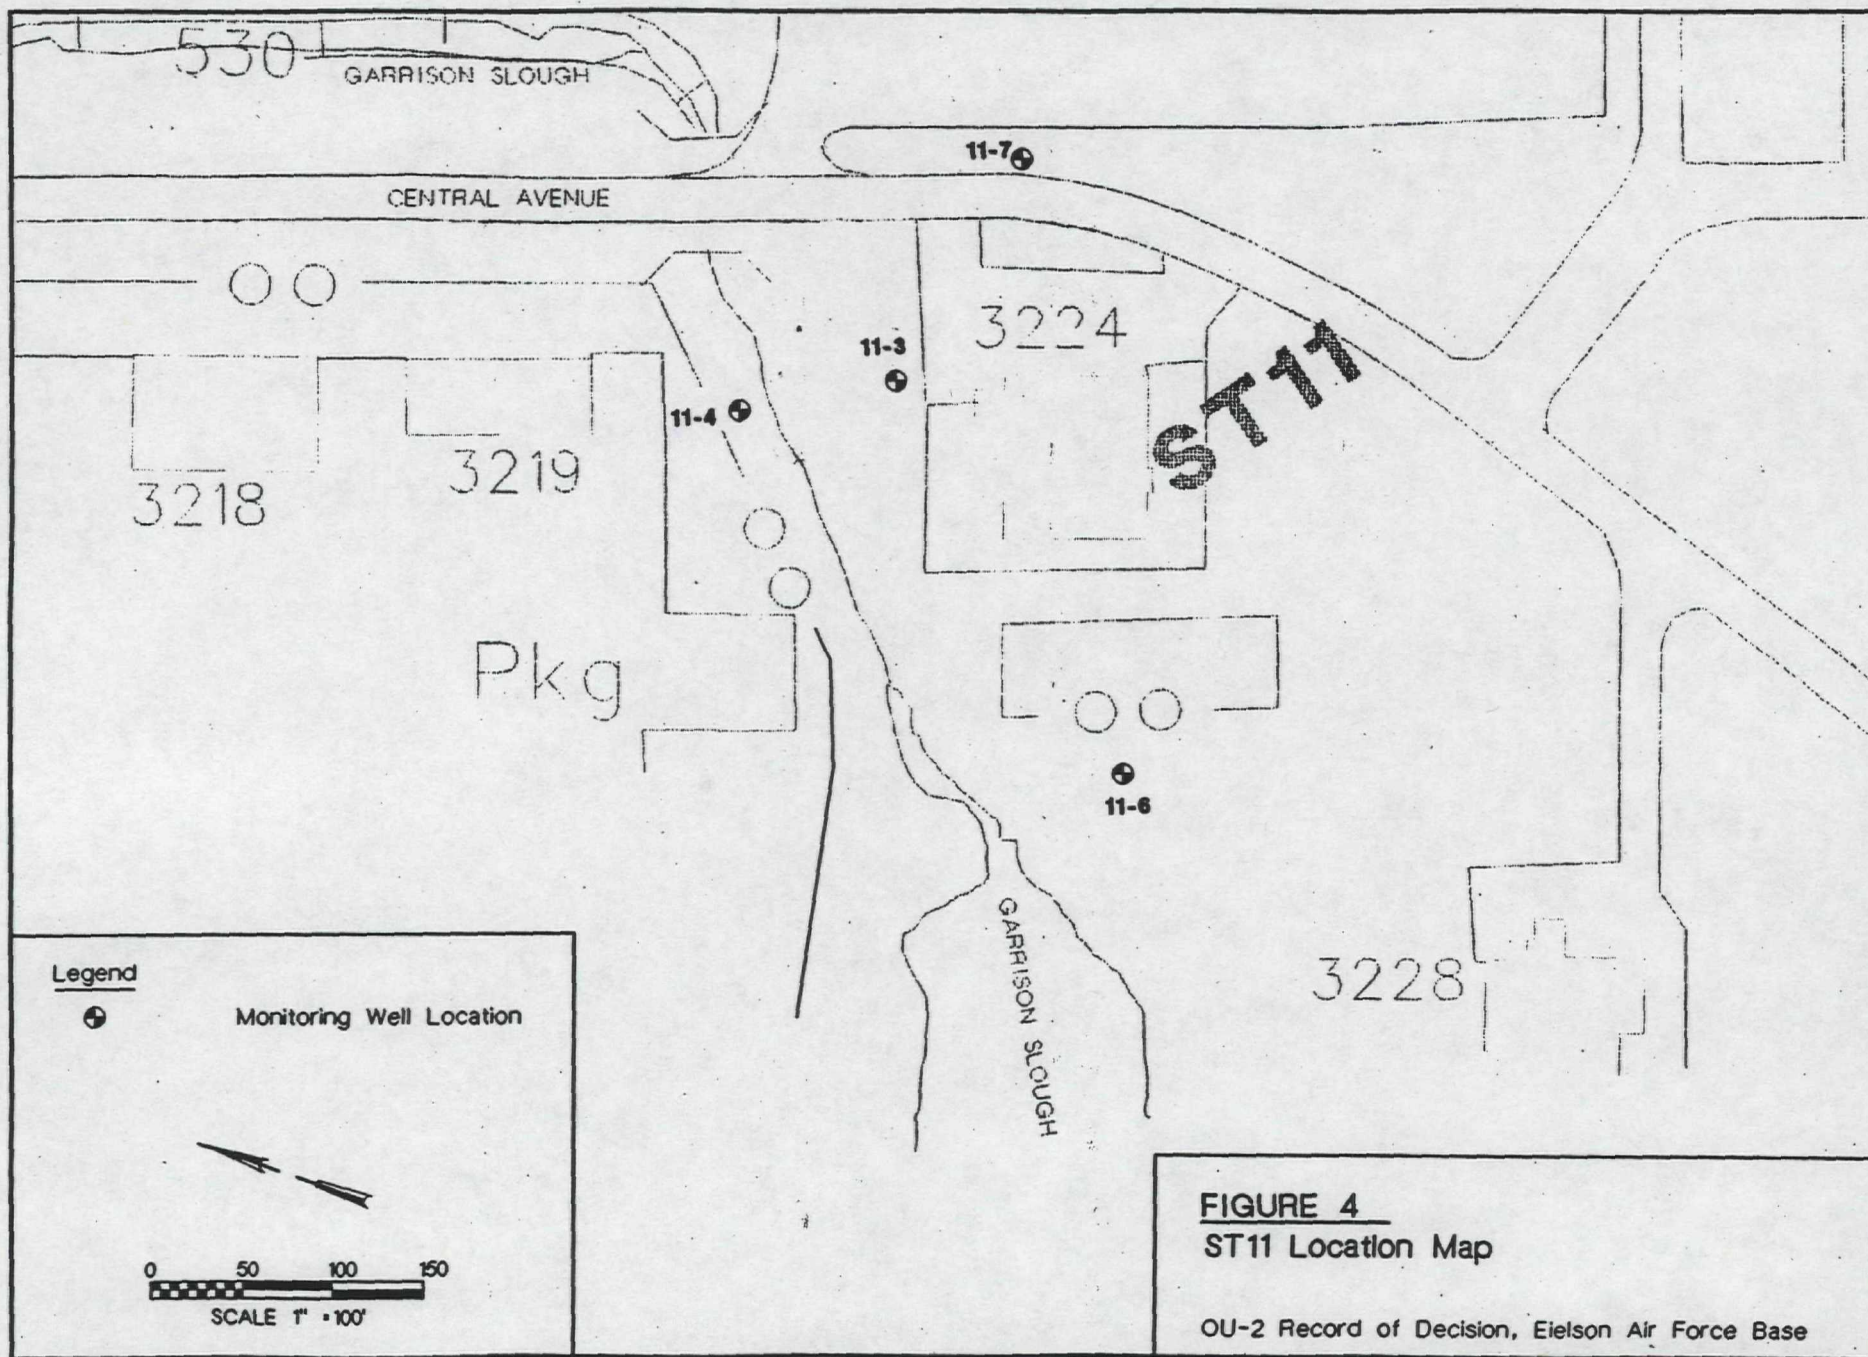 530
GARRISON SLOUGH
11-7
CENTRAL AVENUE
3224
ST11
11-3
11-4
3219
3218
Pkg
11-6
GARRISON SLOUGH
3228
Legend
Monitoring Well Location
0 50 100 150
SCALE 1" = 100'
FIGURE 4
ST11 Location Map
OU-2 Record of Decision, Eielson Air Force Base